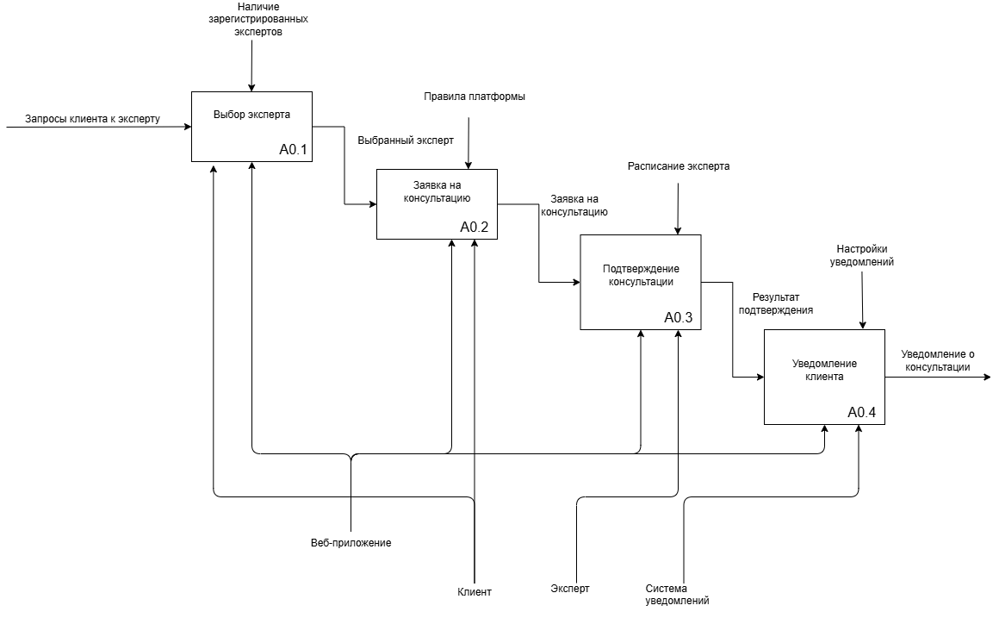 Наличие
зарегистрированных
экспертов
Запросы клиента к эксперту
Выбор эксперта
A0.1
Правила платформы
Выбранный эксперт
Заявка на
консультацию
A0.2
Расписание эксперта
Заявка на
консультацию
Подтверждение
консультации
A0.3
Настройки
уведомлений
Результат
подтверждения
Уведомление
клиента
A0.4
Уведомление о
консультации
Веб-приложение
Клиент
Эксперт
Система
уведомлений